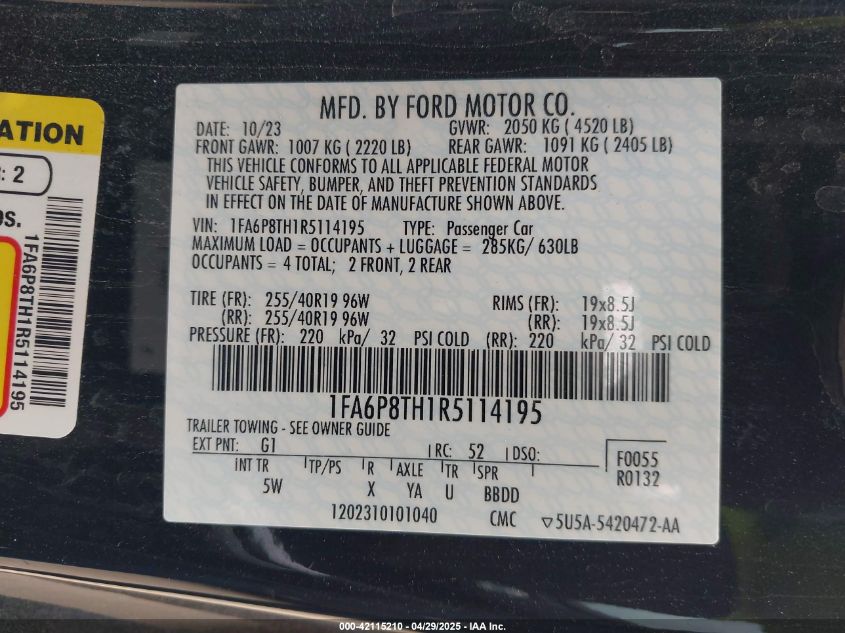 ATION
: 2
OS.
1FA6P8TH1R5114195
MFD. BY FORD MOTOR CO.
DATE: 10/23 GVWR: 2050 KG ( 4520 LB)
FRONT GAWR: 1007 KG ( 2220 LB) REAR GAWR: 1091 KG ( 2405 LB)
THIS VEHICLE CONFORMS TO ALL APPLICABLE FEDERAL MOTOR
VEHICLE SAFETY, BUMPER, AND THEFT PREVENTION STANDARDS
IN EFFECT ON THE DATE OF MANUFACTURE SHOWN ABOVE.
VIN: 1FA6P8TH1R5114195 TYPE: Passenger Car
MAXIMUM LOAD = OCCUPANTS + LUGGAGE = 285KG/ 630LB
OCCUPANTS = 4 TOTAL; 2 FRONT, 2 REAR
TIRE (FR): 255/40R19 96W RIMS (FR): 19x8.5J
(RR): 255/40R19 96W (RR): 19x8.5J
PRESSURE (FR): 220 kPa/ 32 PSI COLD (RR): 220 kPa/ 32 PSI COLD
1FA6P8TH1R5114195
TRAILER TOWING - SEE OWNER GUIDE
EXT PNT: G1 RC: 52 DSO: F0055
R0132
INT TR TP/PS R AXLE TR SPR
5W X YA U BBDD
1202310101040 CMC ▽5U5A-5420472-AA
000-42115210 - 04/29/2025 - IAA Inc.